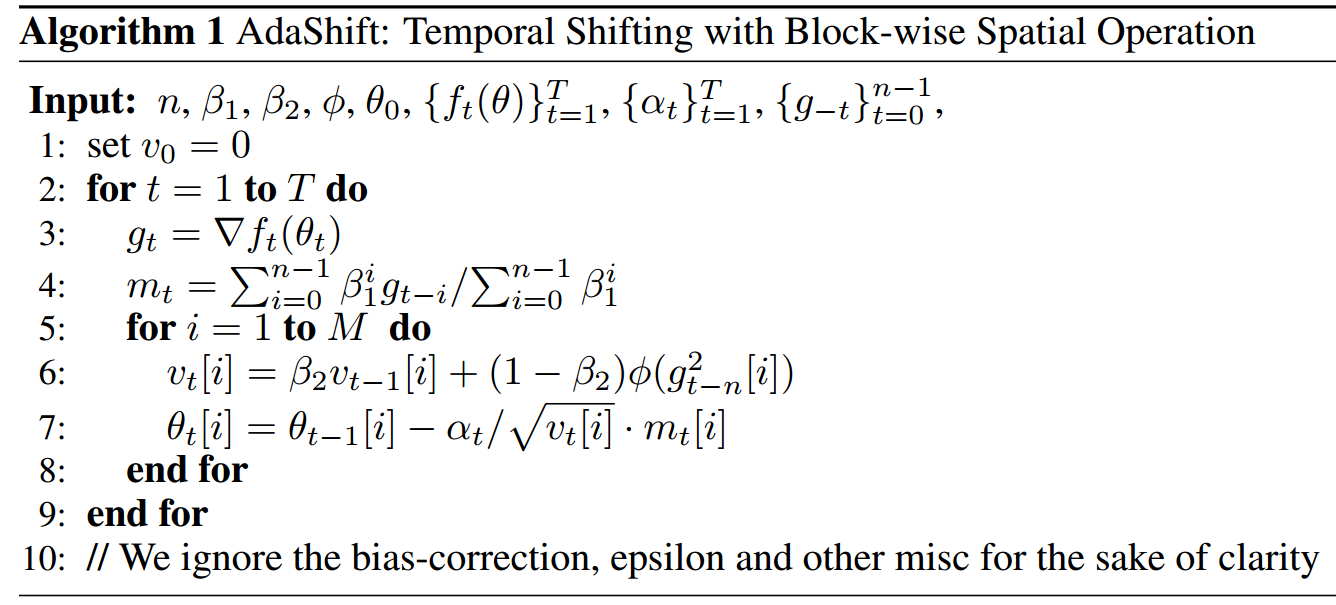 Algorithm 1 AdaShift: Temporal Shifting with Block-wise Spatial Operation
Input: $n, \beta_1, \beta_2, \phi, \theta_0, \{f_t(\theta)\}_{t=1}^{T}, \{\alpha_t\}_{t=1}^{T}, \{g_{-t}\}_{t=0}^{n-1},$
1: set $v_0 = 0$
2: for $t = 1$ to $T$ do
3: $g_t = \nabla f_t(\theta_t)$
4: $m_t = \sum_{i=0}^{n-1} \beta_1^i g_{t-i} / \sum_{i=0}^{n-1} \beta_1^i$
5: for $i = 1$ to $M$ do
6: $v_t[i] = \beta_2 v_{t-1}[i] + (1 - \beta_2)\phi(g_{t-n}^2[i])$
7: $\theta_t[i] = \theta_{t-1}[i] - \alpha_t / \sqrt{v_t[i]} \cdot m_t[i]$
8: end for
9: end for
10: // We ignore the bias-correction, epsilon and other misc for the sake of clarity